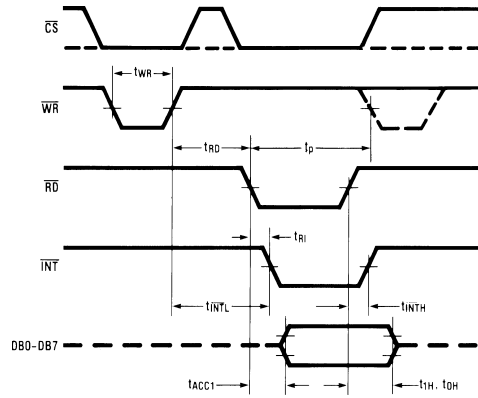 CS
tWR
WR
tRD
tp
RD
tRI
INT
tINTL
tINTH
DB0-DB7
tACC1
t1H, t0H